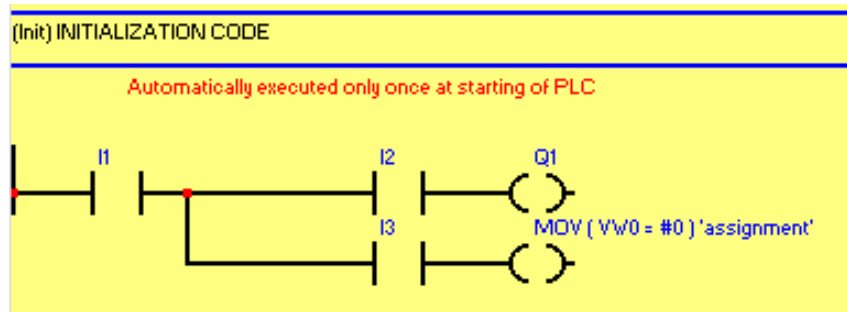 (Init) INITIALIZATION CODE
Automatically executed only once at starting of PLC
I1 I2 Q1
I3 MOV ( VW0 = #0 ) 'assignment'